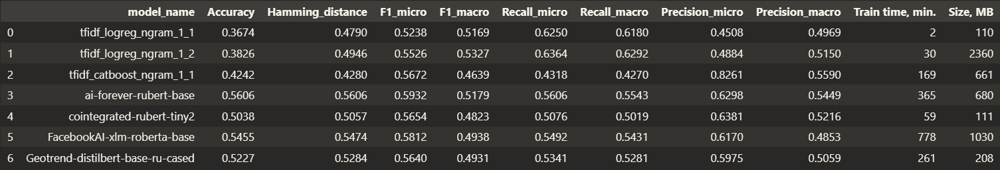 model_name Accuracy Hamming_distance F1_micro F1_macro Recall_micro Recall_macro Precision_micro Precision_macro Train time, min. Size, MB
0 tfidf_logreg_ngram_1_1 0.3674 0.4790 0.5238 0.5169 0.6250 0.6180 0.4508 0.4969 2 110
1 tfidf_logreg_ngram_1_2 0.3826 0.4946 0.5526 0.5327 0.6364 0.6292 0.4884 0.5150 30 2360
2 tfidf_catboost_ngram_1_1 0.4242 0.4280 0.5672 0.4639 0.4318 0.4270 0.8261 0.5590 169 661
3 ai-forever-rubert-base 0.5606 0.5606 0.5932 0.5179 0.5606 0.5543 0.6298 0.5449 365 680
4 cointegrated-rubert-tiny2 0.5038 0.5057 0.5654 0.4823 0.5076 0.5019 0.6381 0.5216 59 111
5 FacebookAI-xlm-roberta-base 0.5455 0.5474 0.5812 0.4938 0.5492 0.5431 0.6170 0.4853 778 1030
6 Geotrend-distilbert-base-ru-cased 0.5227 0.5284 0.5640 0.4931 0.5341 0.5281 0.5975 0.5059 261 208